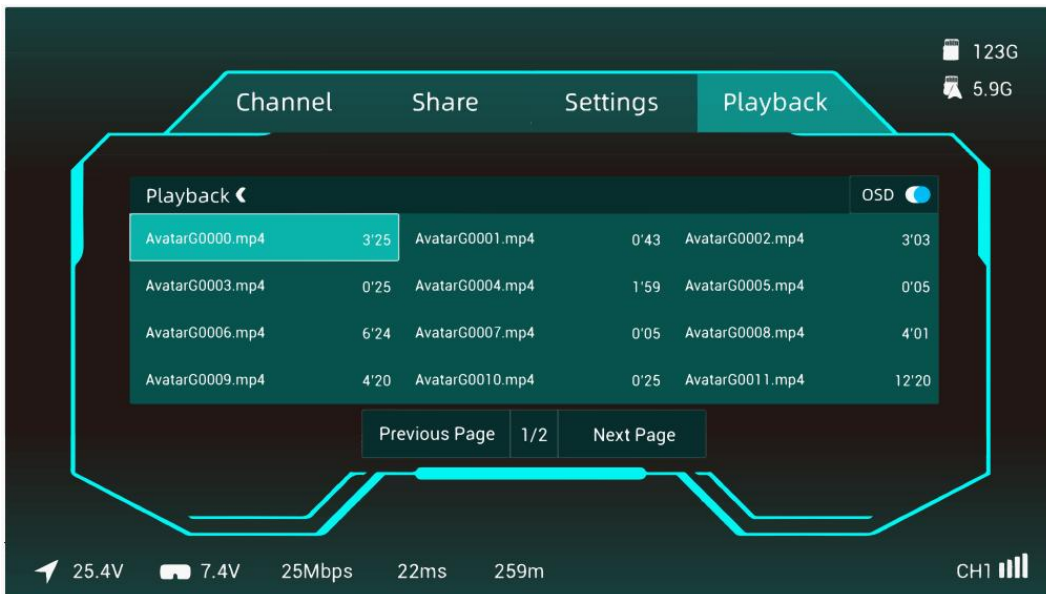 123G
5.9G
Channel Share Settings Playback
Playback OSD
AvatarG0000.mp4 3'25 AvatarG0001.mp4 0'43 AvatarG0002.mp4 3'03
AvatarG0003.mp4 0'25 AvatarG0004.mp4 1'59 AvatarG0005.mp4 0'05
AvatarG0006.mp4 6'24 AvatarG0007.mp4 0'05 AvatarG0008.mp4 4'01
AvatarG0009.mp4 4'20 AvatarG0010.mp4 0'25 AvatarG0011.mp4 12'20
Previous Page 1/2 Next Page
25.4V 7.4V 25Mbps 22ms 259m CH1